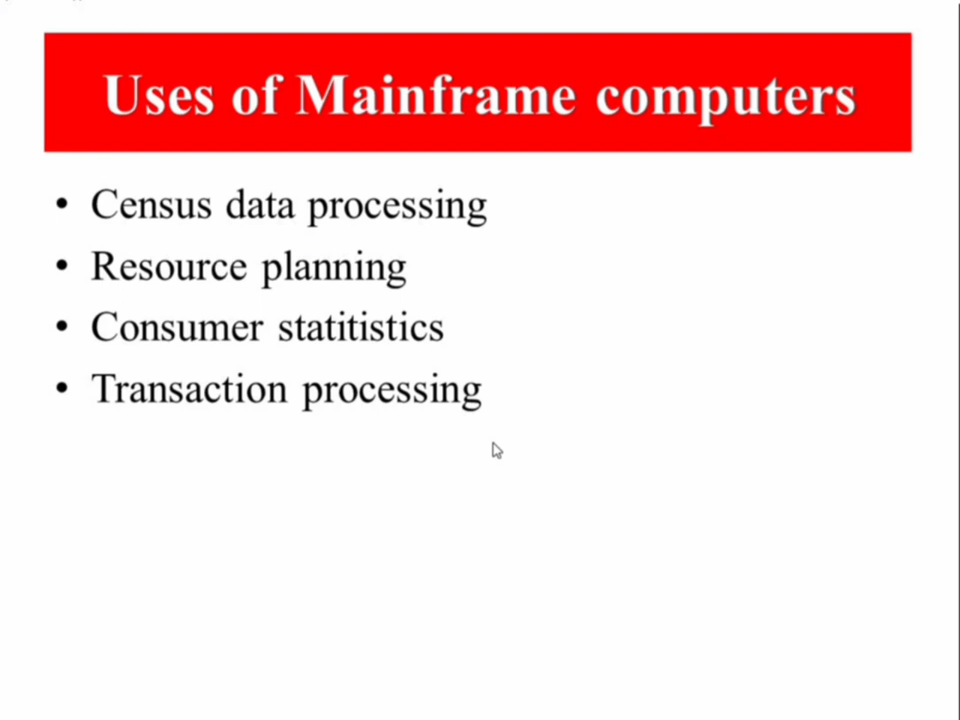 Uses of Mainframe computers
• Census data processing
• Resource planning
• Consumer statitistics
• Transaction processing